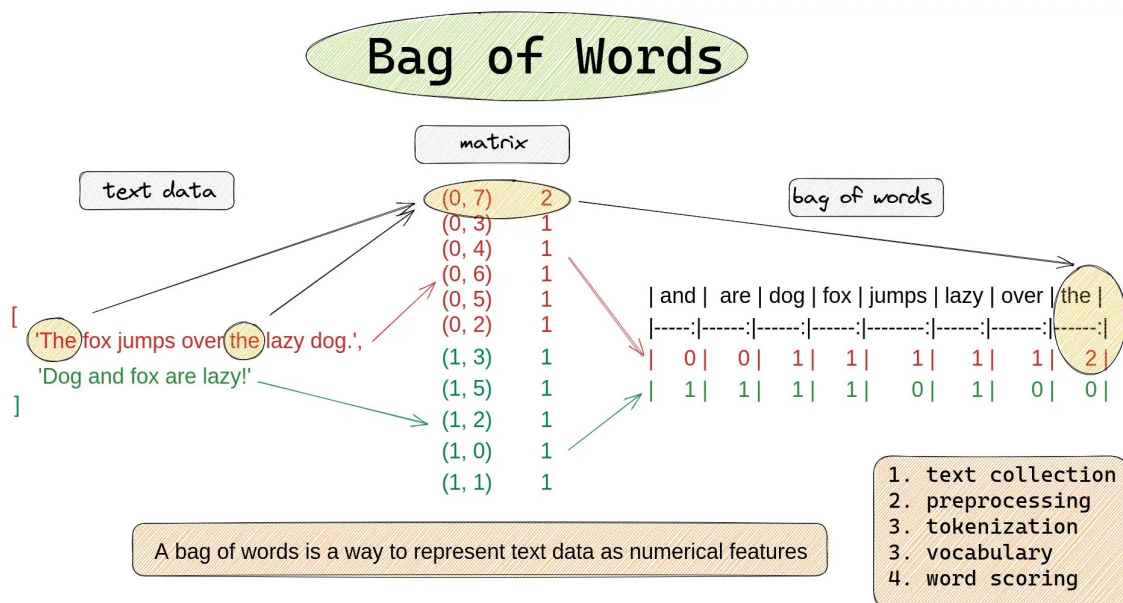 Bag of Words
matrix
text data
bag of words
(0, 7) 2
(0, 3) 1
(0, 4) 1
(0, 6) 1
(0, 5) 1
(0, 2) 1
(1, 3) 1
(1, 5) 1
(1, 2) 1
(1, 0) 1
(1, 1) 1
[
'The fox jumps over the lazy dog.',
'Dog and fox are lazy!'
]
| and | are | dog | fox | jumps | lazy | over | the |
|----:|------:|------:|------:|--------:|-------:|-------:|------:|
| 0 | 0 | 1 | 1 | 1 | 1 | 1 | 2 |
| 1 | 1 | 1 | 1 | 0 | 1 | 0 | 0 |
1. text collection
2. preprocessing
3. tokenization
3. vocabulary
4. word scoring
A bag of words is a way to represent text data as numerical features